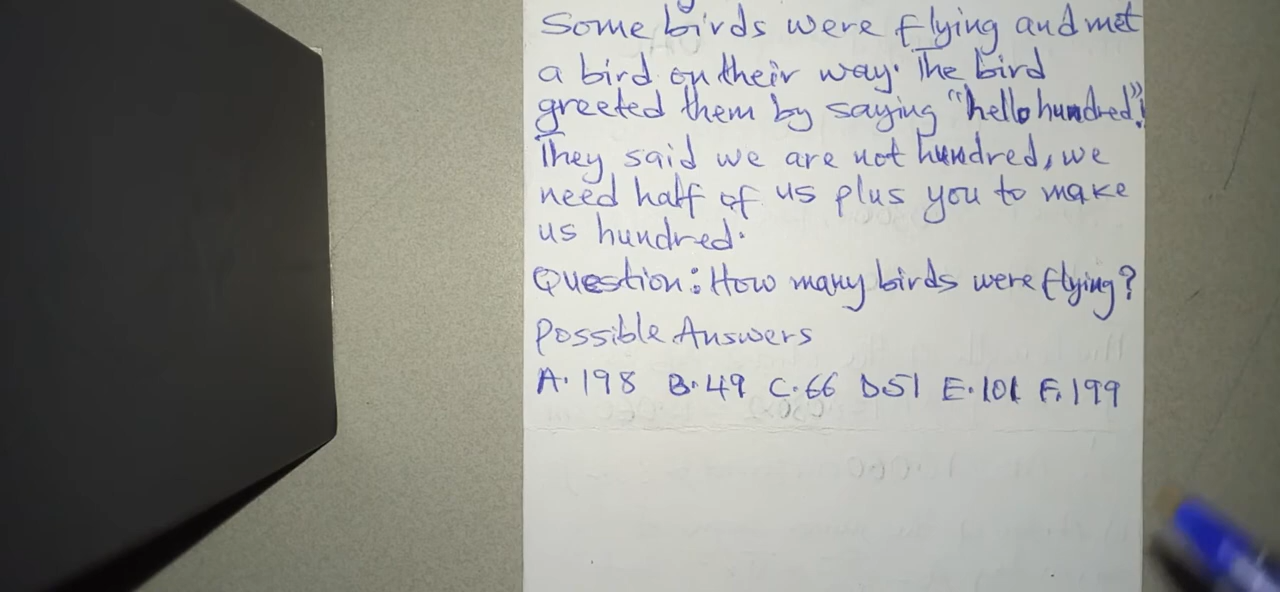 Some birds were flying and met
a bird on their way. The bird
greeted them by saying "hello hundred"!
They said we are not hundred, we
need half of us plus you to make
us hundred.
Question: How many birds were flying?
Possible Answers
A. 198 B. 49 C. 66 D. 51 E. 101 F. 199